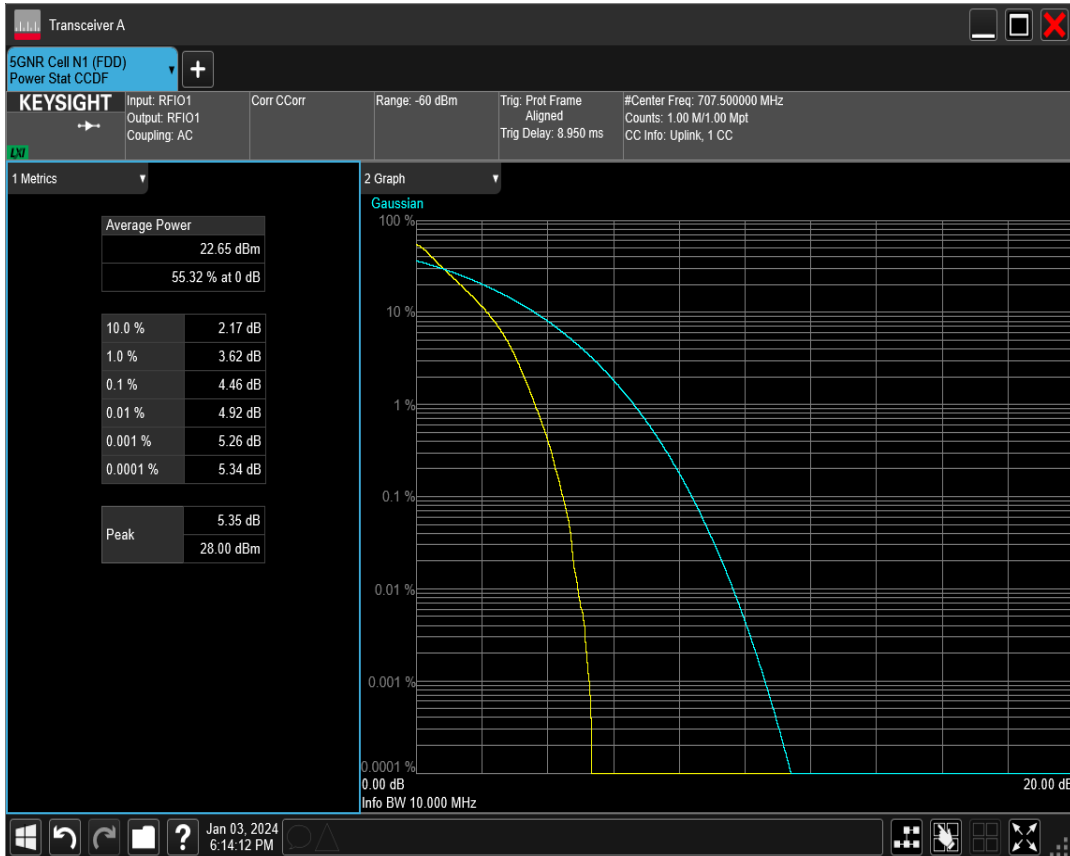 Transceiver A
5GNR Cell N1 (FDD)
Power Stat CCDF
+
KEYSIGHT
LXI
Input: RFIO1
Output: RFIO1
Coupling: AC
Corr CCorr
Range: -60 dBm
Trig: Prot Frame
Aligned
Trig Delay: 8.950 ms
#Center Freq: 707.500000 MHz
Counts: 1.00 M/1.00 Mpt
CC Info: Uplink, 1 CC
1 Metrics
Average Power
22.65 dBm
55.32 % at 0 dB
10.0 % 2.17 dB
1.0 % 3.62 dB
0.1 % 4.46 dB
0.01 % 4.92 dB
0.001 % 5.26 dB
0.0001 % 5.34 dB
Peak
5.35 dB
28.00 dBm
2 Graph
Gaussian
100 %
10 %
1 %
0.1 %
0.01 %
0.001 %
0.0001 %
0.00 dB 20.00 dB
Info BW 10.000 MHz
?
Jan 03, 2024
6:14:12 PM